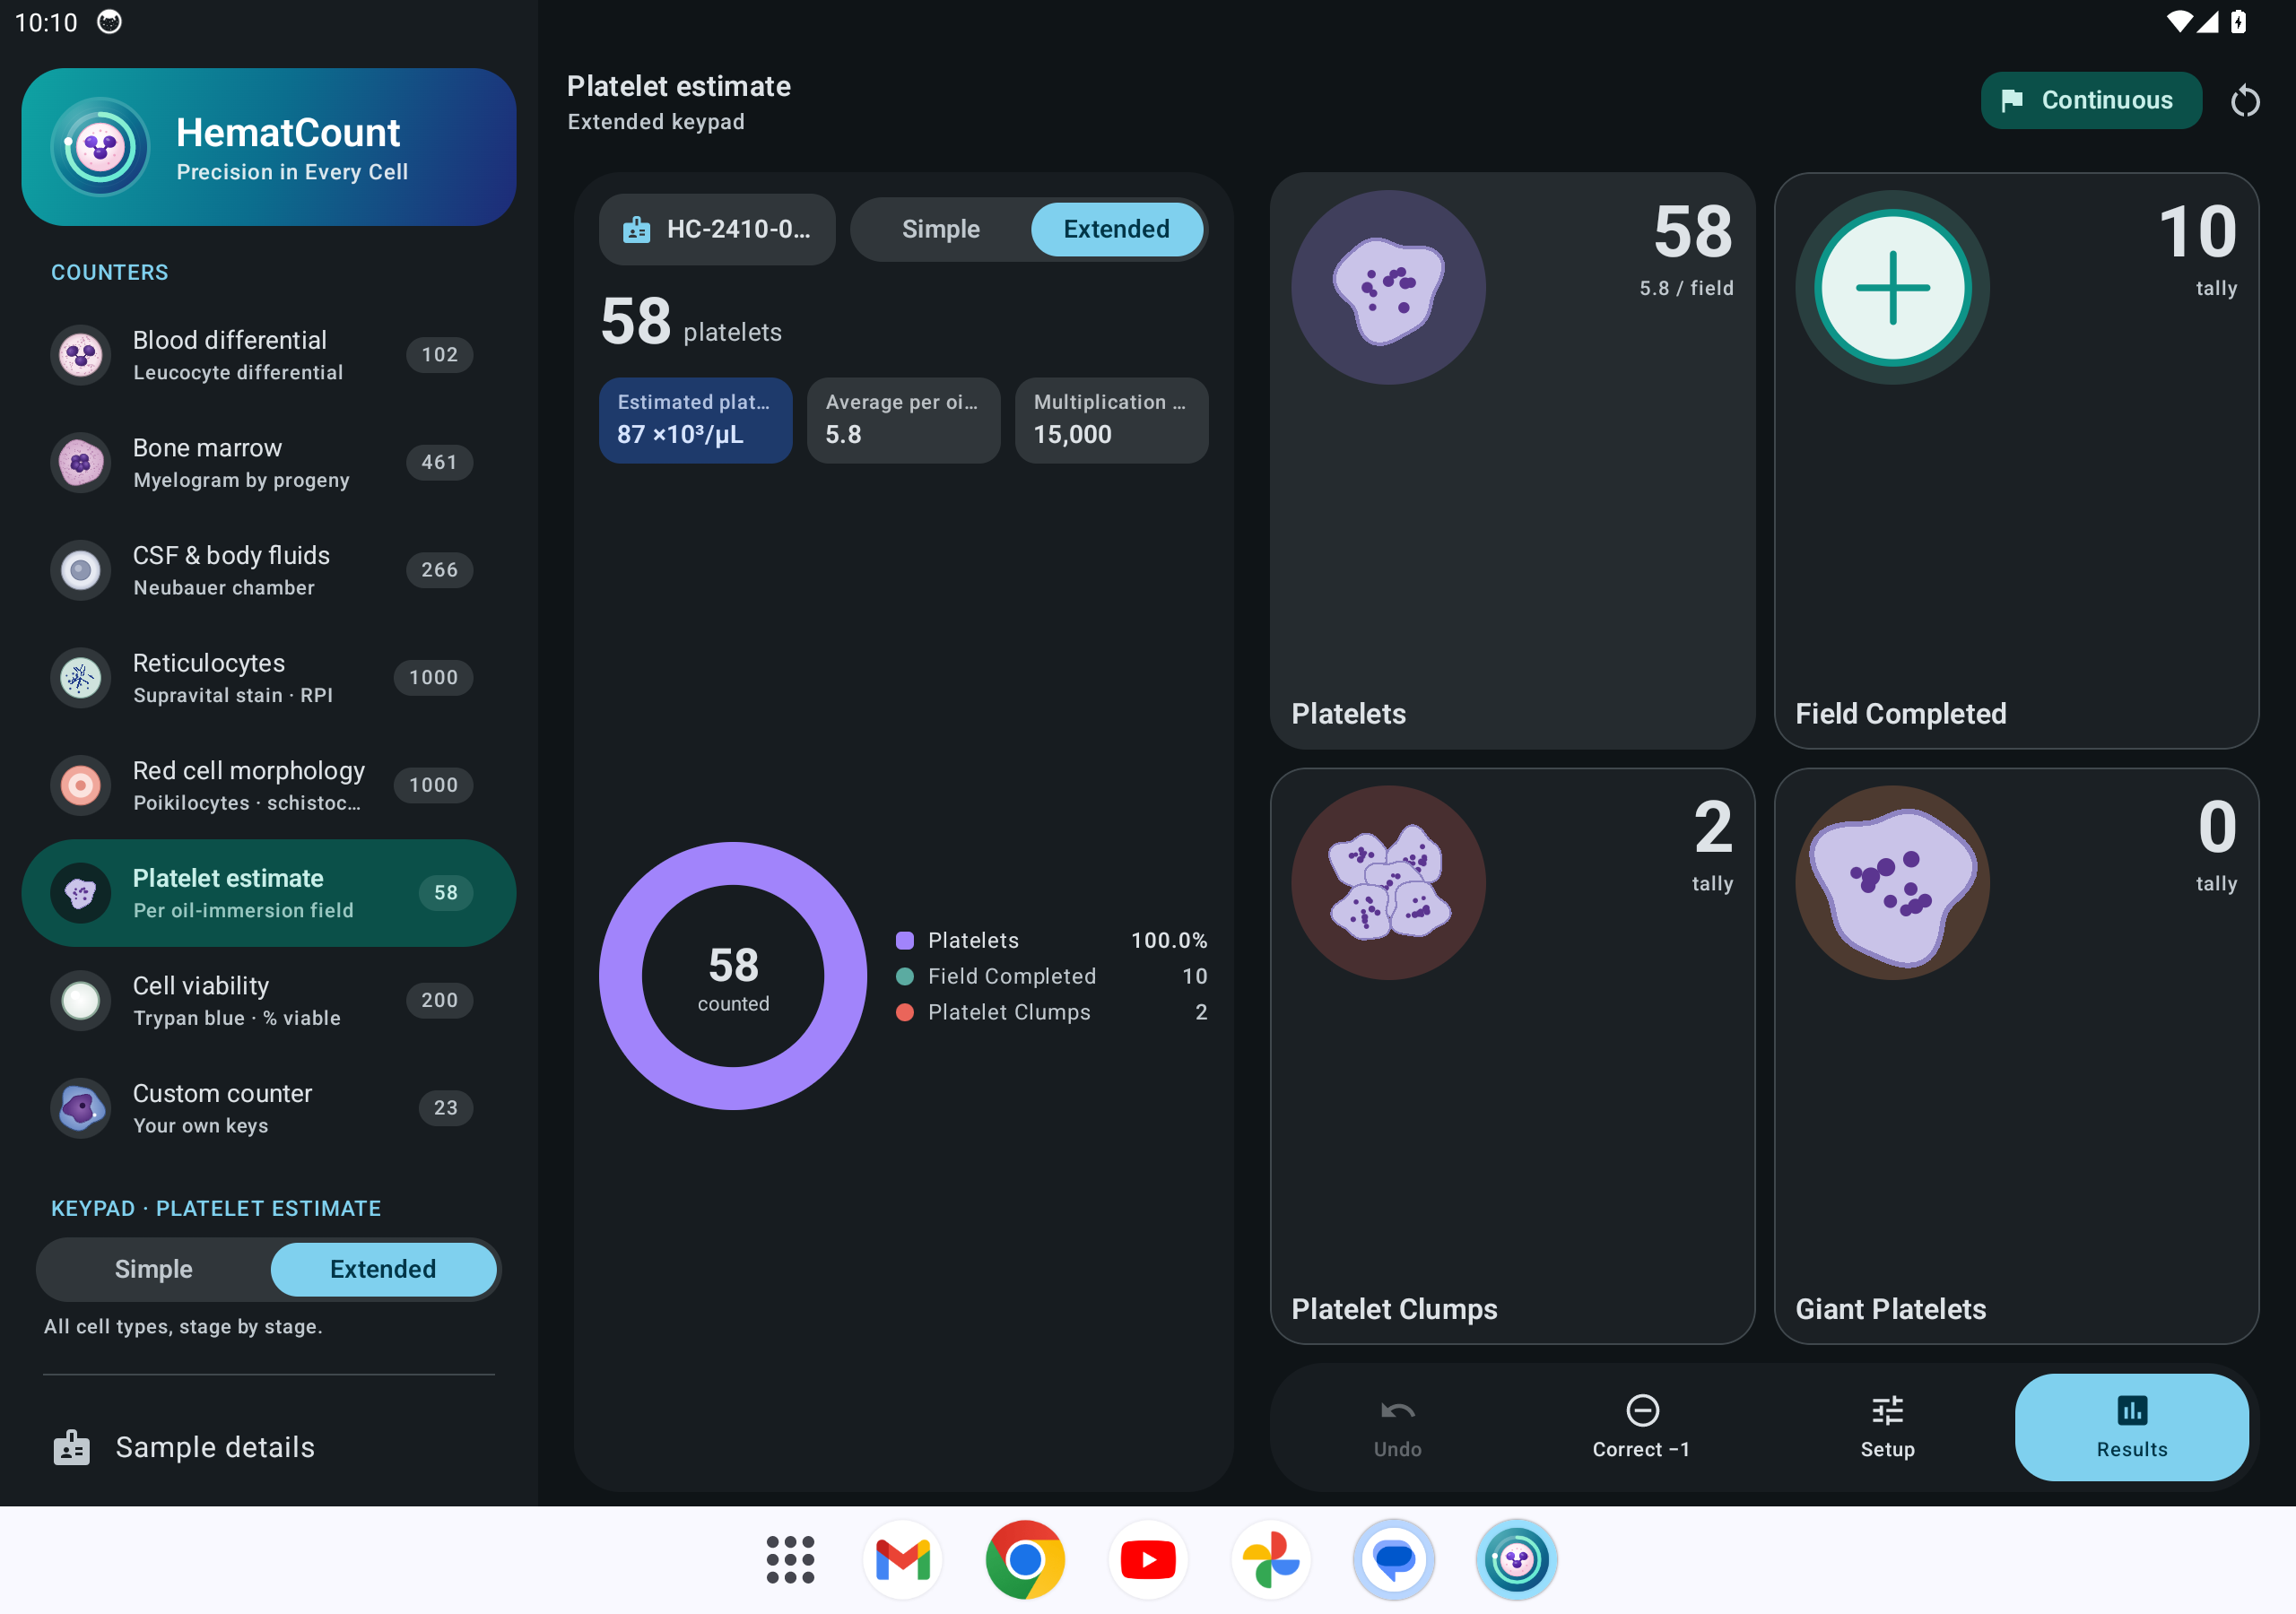 10:10
HematCount
Precision in Every Cell
COUNTERS
Blood differential
Leucocyte differential
102
Bone marrow
Myelogram by progeny
461
CSF & body fluids
Neubauer chamber
266
Reticulocytes
Supravital stain · RPI
1000
Red cell morphology
Poikilocytes · schistoc...
1000
Platelet estimate
Per oil-immersion field
58
Cell viability
Trypan blue · % viable
200
Custom counter
Your own keys
23
KEYPAD · PLATELET ESTIMATE
Simple
Extended
All cell types, stage by stage.
Sample details
Platelet estimate
Extended keypad
Continuous
HC-2410-0...
Simple
Extended
58 platelets
Estimated plat...
87 ×10³/µL
Average per oi...
5.8
Multiplication ...
15,000
58
counted
Platelets 100.0%
Field Completed 10
Platelet Clumps 2
58
5.8 / field
Platelets
10
tally
Field Completed
2
tally
Platelet Clumps
0
tally
Giant Platelets
Undo
Correct −1
Setup
Results